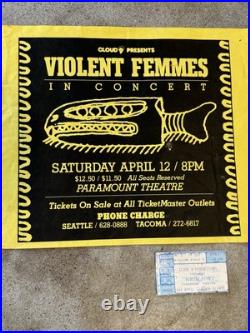 CLOUD 9 PRESENTS
VIOLENT FEMMES
IN CONCERT
SATURDAY APRIL 12 / 8PM
$12.50 / $11.50 All Seats Reserved
PARAMOUNT THEATRE
Tickets On Sale at All TicketMaster Outlets
PHONE CHARGE
SEATTLE / 628-0888 TACOMA / 272-6817